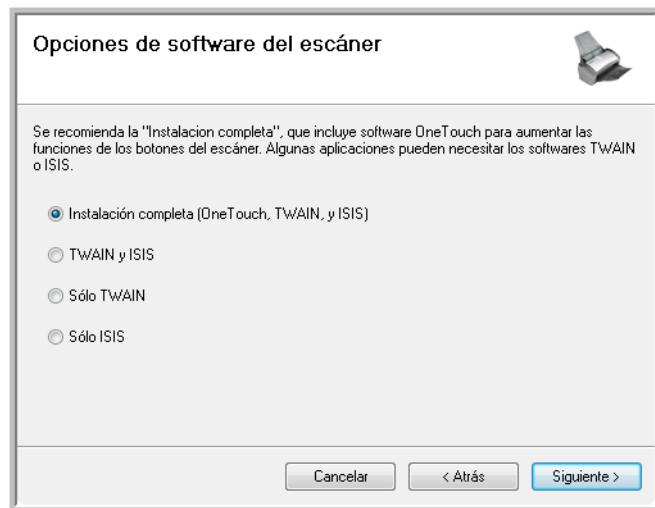 Opciones de software del escáner
Se recomienda la "Instalacion completa", que incluye software OneTouch para aumentar las
funciones de los botones del escáner. Algunas aplicaciones pueden necesitar los softwares TWAIN
o ISIS.
Instalación completa (OneTouch, TWAIN, y ISIS)
TWAIN y ISIS
Sólo TWAIN
Sólo ISIS
Cancelar
< Atrás
Siguiente >